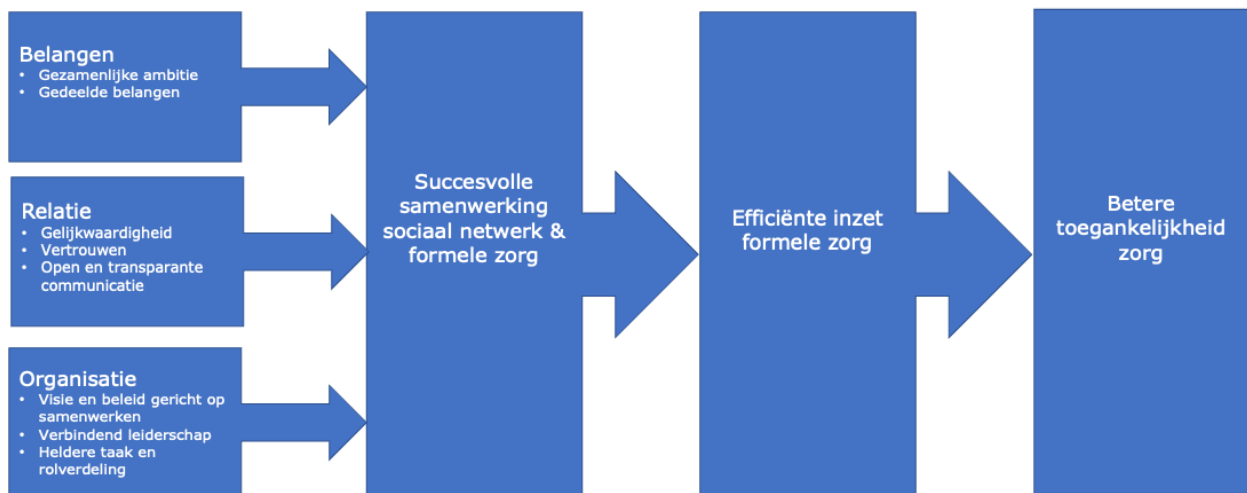 Belangen
• Gezamenlijke ambitie
• Gedeelde belangen
Relatie
• Gelijkwaardigheid
• Vertrouwen
• Open en transparante
communicatie
Organisatie
• Visie en beleid gericht op
samenwerken
• Verbindend leiderschap
• Heldere taak en
rolverdeling
Succesvolle
samenwerking
sociaal netwerk &
formele zorg
Efficiënte inzet
formele zorg
Betere
toegankelijkheid
zorg